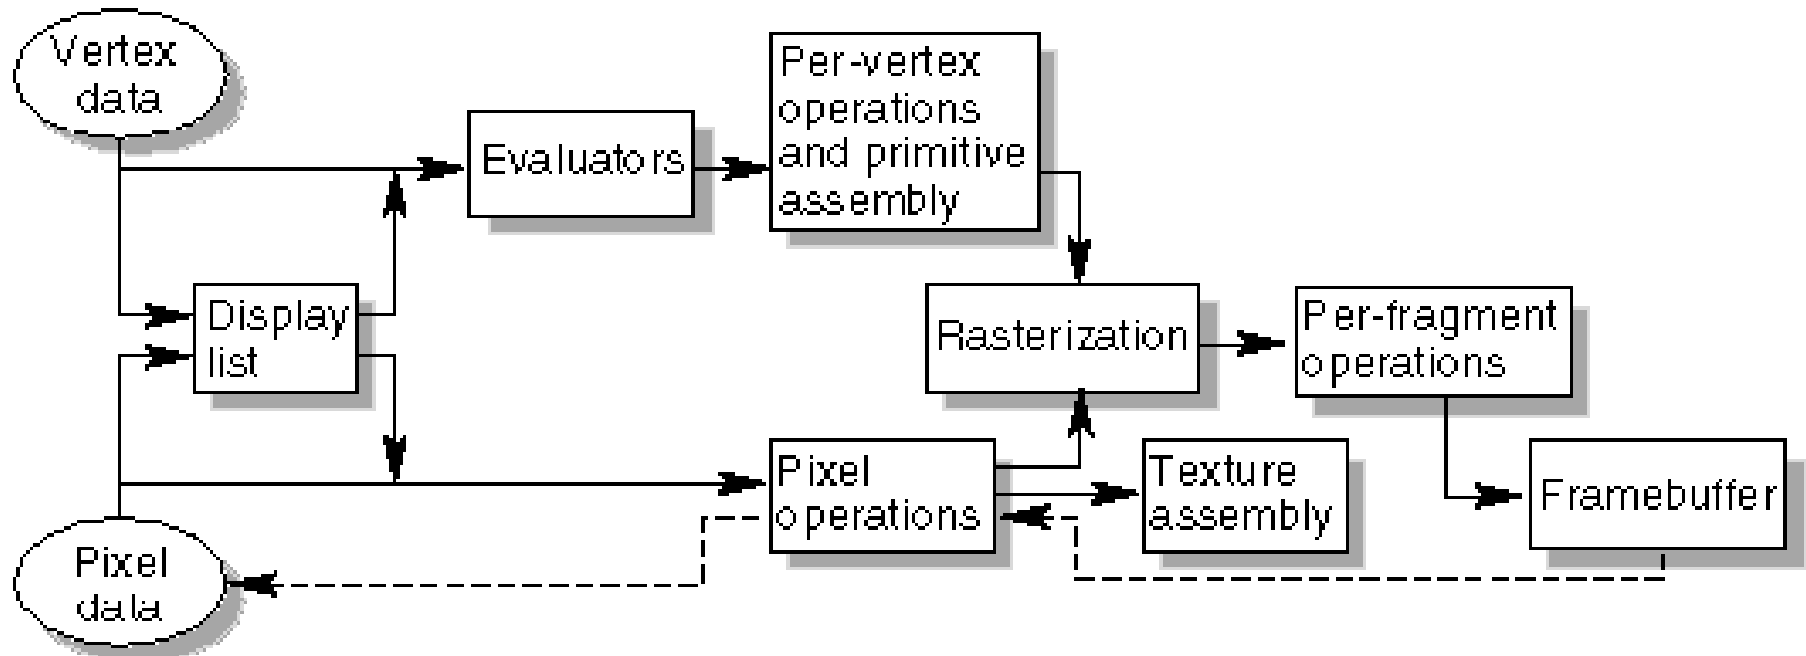 Vertex
data
Per-vertex
operations
and primitive
assembly
Evaluators
Display
list
Rasterization
Per-fragment
operations
Pixel
operations
Texture
assembly
Framebuffer
Pixel
data